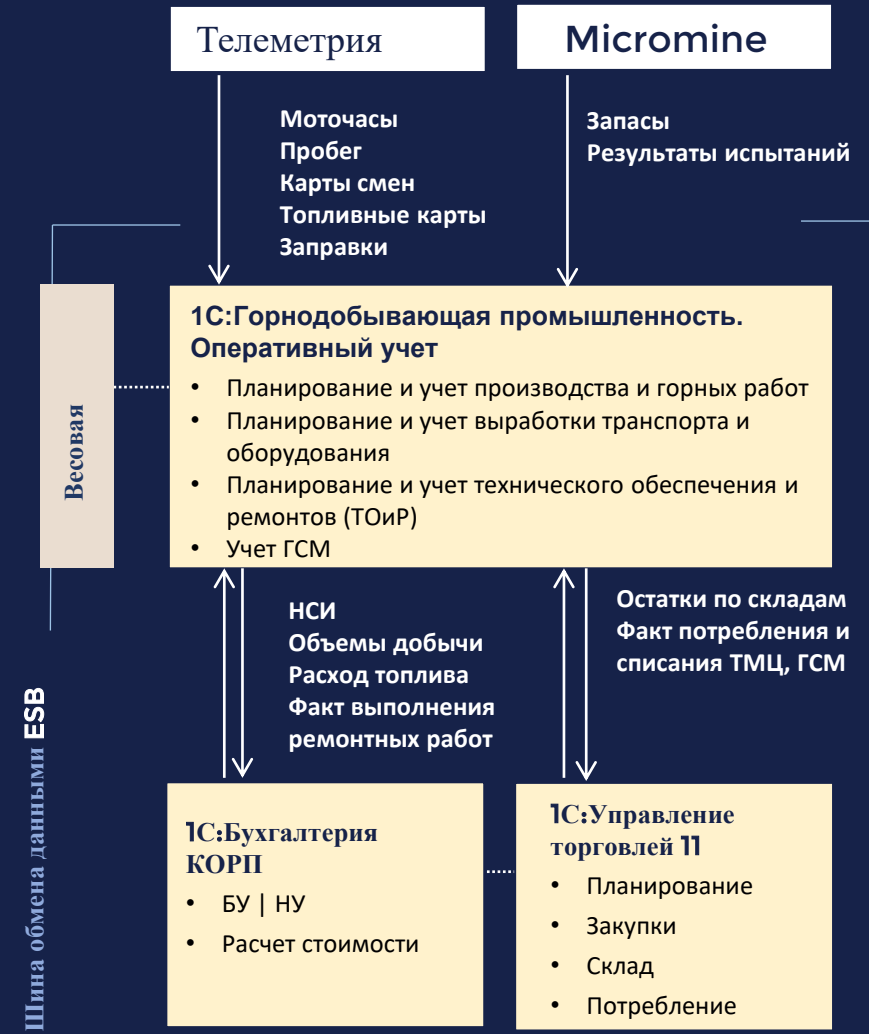 Телеметрия
Micromine
Моточасы
Пробег
Карты смен
Топливные карты
Заправки
Запасы
Результаты испытаний
Весовая
1С:Горнодобывающая промышленность.
Оперативный учет
• Планирование и учет производства и горных работ
• Планирование и учет выработки транспорта и
оборудования
• Планирование и учет технического обеспечения и
ремонтов (ТОиР)
• Учет ГСМ
НСИ
Объемы добычи
Расход топлива
Факт выполнения
ремонтных работ
Остатки по складам
Факт потребления и
списания ТМЦ, ГСМ
Шина обмена данными ESB
1С:Бухгалтерия
КОРП
• БУ | НУ
• Расчет стоимости
1С:Управление
торговлей 11
• Планирование
• Закупки
• Склад
• Потребление